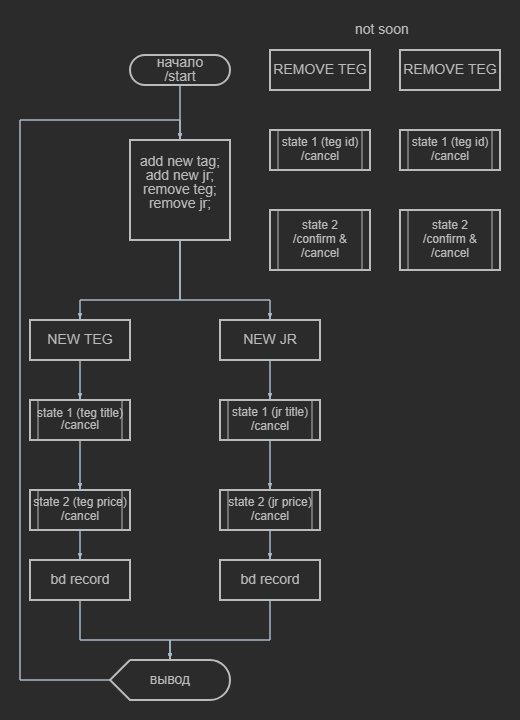 not soon
начало
/start
REMOVE TEG
REMOVE TEG
add new tag;
add new jr;
remove teg;
remove jr;
state 1 (teg id)
/cancel
state 1 (teg id)
/cancel
state 2
/confirm &
/cancel
state 2
/confirm &
/cancel
NEW TEG
NEW JR
state 1 (teg title)
/cancel
state 1 (jr title)
/cancel
state 2 (teg price)
/cancel
state 2 (jr price)
/cancel
bd record
bd record
вывод